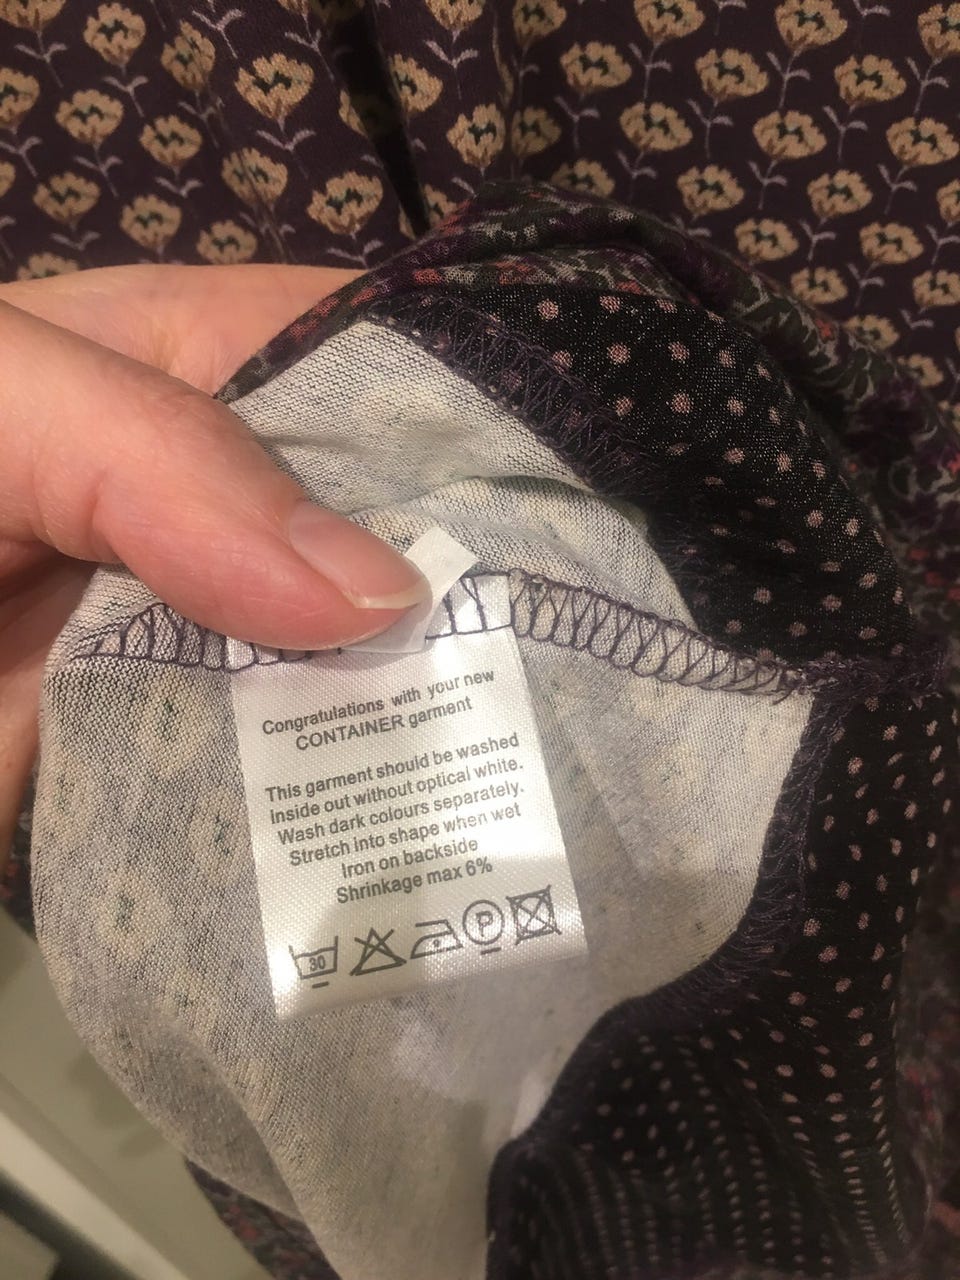 Congratulations with your new
CONTAINER garment
This garment should be washed
Inside out without optical white.
Wash dark colours separately.
Stretch into shape when wet
Iron on backside
Shrinkage max 6%
30 P